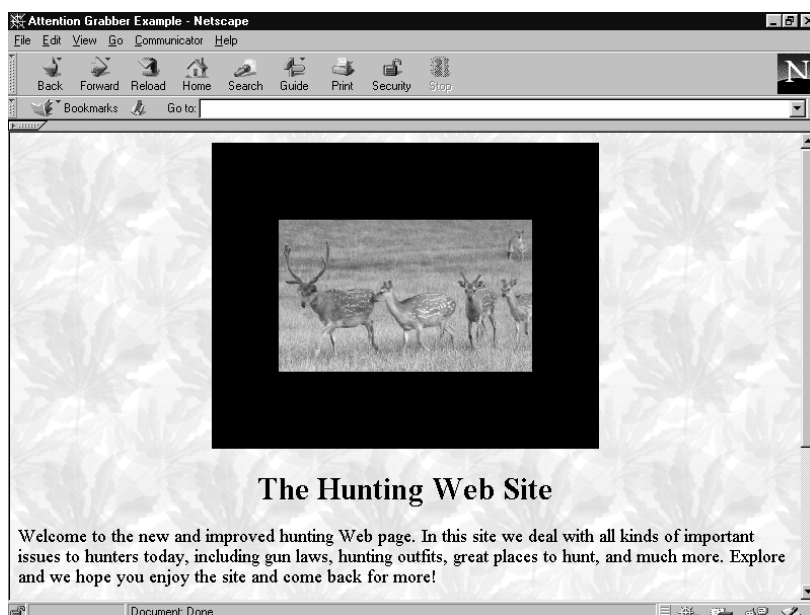 Attention Grabber Example - Netscape
File Edit View Go Communicator Help
Back Forward Reload Home Search Guide Print Security Stop
Bookmarks Go to:
N
The Hunting Web Site
Welcome to the new and improved hunting Web page. In this site we deal with all kinds of important
issues to hunters today, including gun laws, hunting outfits, great places to hunt, and much more. Explore
and we hope you enjoy the site and come back for more!
Document: Done